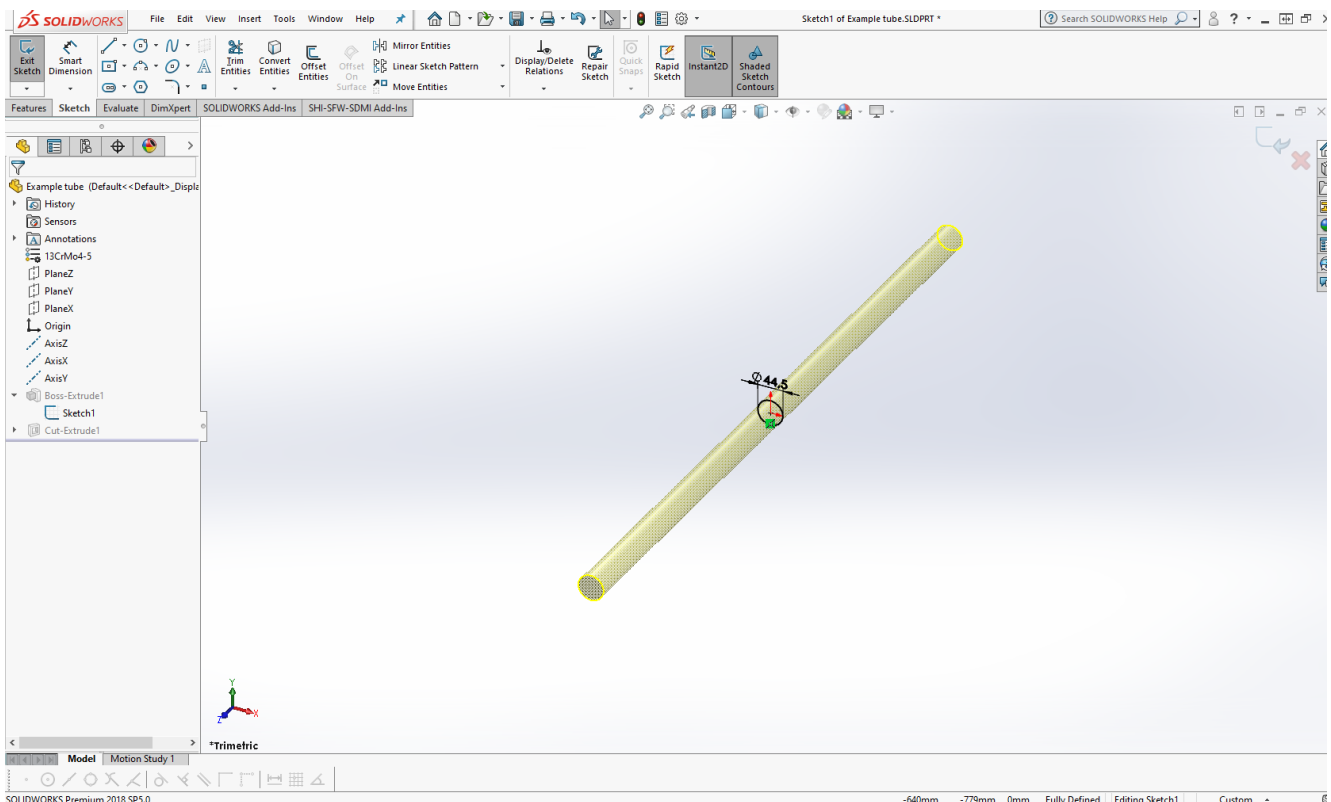 SOLIDWORKS File Edit View Insert Tools Window Help Sketch1 of Example tube.SLDPRT * Search SOLIDWORKS Help
Exit Sketch
Smart Dimension
Trim Entities
Convert Entities
Offset Entities
Offset On Surface
Mirror Entities
Linear Sketch Pattern
Move Entities
Display/Delete Relations
Repair Sketch
Quick Snaps
Rapid Sketch
Instant2D
Shaded Sketch Contours
Features Sketch Evaluate DimXpert SOLIDWORKS Add-Ins SHI-SFW-SDMI Add-Ins
Example tube (Default<<Default>_Displa
History
Sensors
Annotations
13CrMo4-5
PlaneZ
PlaneY
PlaneX
Origin
AxisZ
AxisX
AxisY
Boss-Extrude1
Sketch1
Cut-Extrude1
Ø 44,5
Y
X
Z
*Trimetric
Model Motion Study 1
SOLIDWORKS Premium 2018 SP5.0 -640mm -779mm 0mm Fully Defined Editing Sketch1 Custom